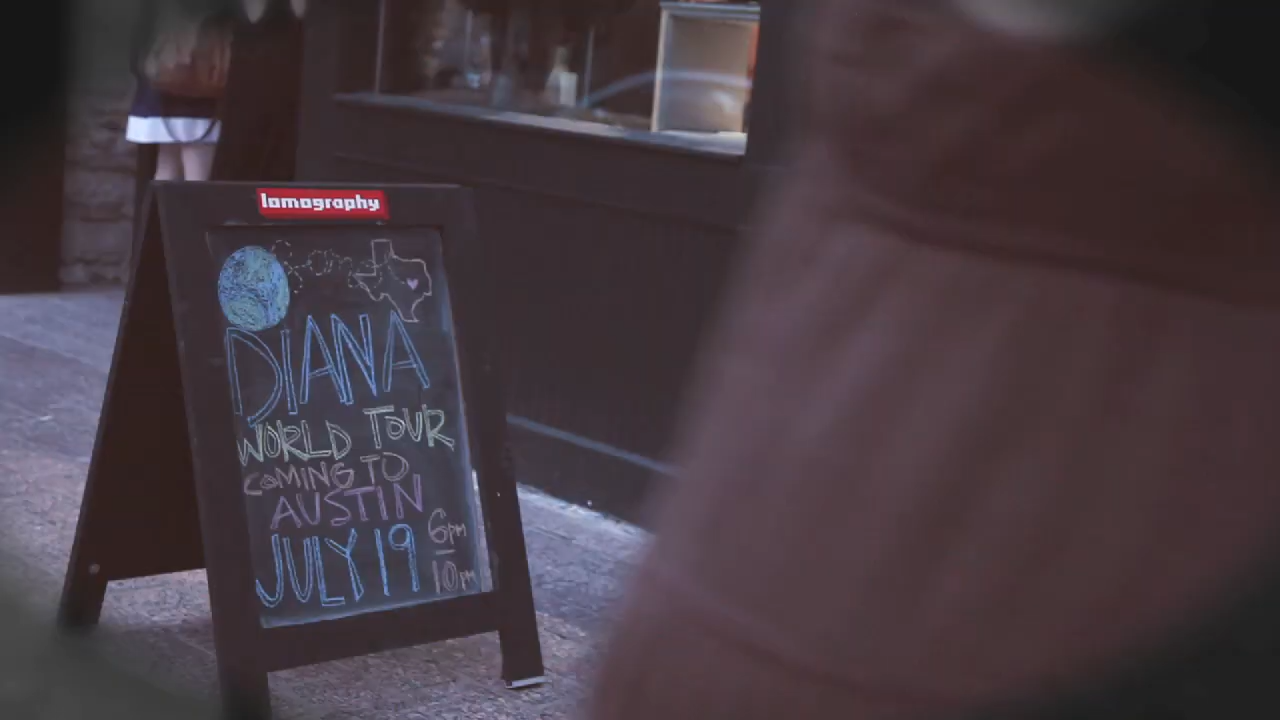 lomography
DIANA
WORLD TOUR
COMING TO
AUSTIN
JULY 19
6pm
-
10pm